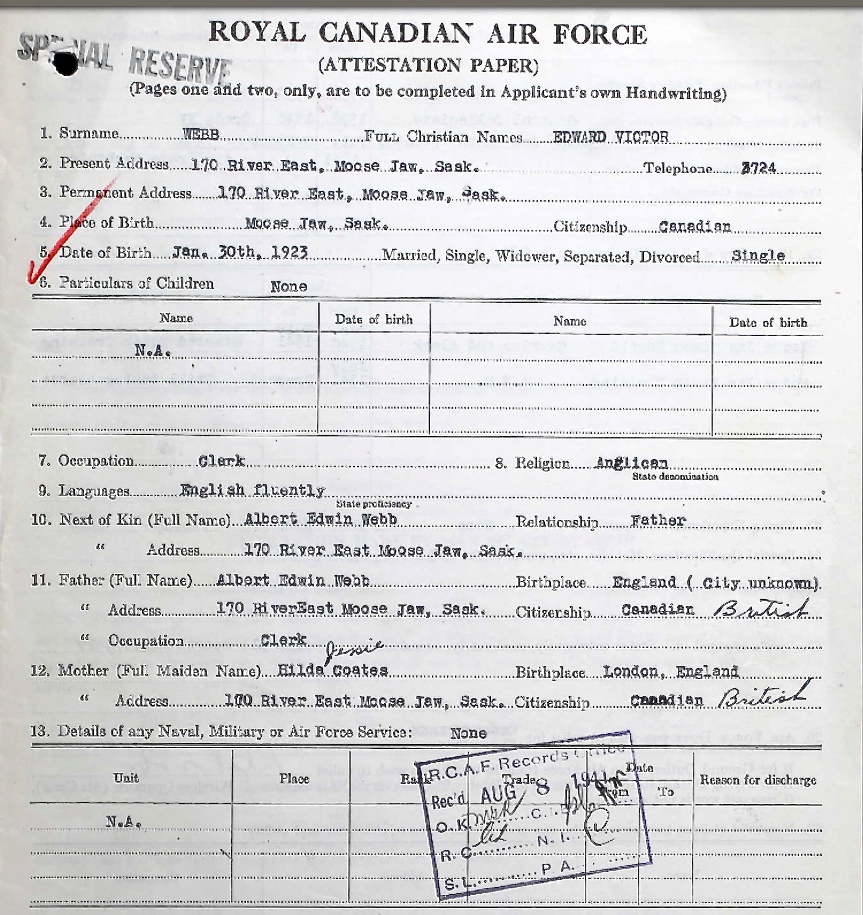 ROYAL CANADIAN AIR FORCE
SPECIAL RESERVE
(ATTESTATION PAPER)
(Pages one and two, only, are to be completed in Applicant's own Handwriting)
1. Surname WEBB Full Christian Names EDWARD VICTOR
2. Present Address 170 River East, Moose Jaw, Sask. Telephone 3724
3. Permanent Address 170 River East, Moose Jaw, Sask.
4. Place of Birth Moose Jaw, Sask. Citizenship Canadian
5. Date of Birth Jan. 30th, 1923 Married, Single, Widower, Separated, Divorced Single
6. Particulars of Children None
Name Date of birth Name Date of birth
N.A.
7. Occupation Clerk 8. Religion Anglican
State denomination
9. Languages English fluently
State proficiency
10. Next of Kin (Full Name) Albert Edwin Webb Relationship Father
" Address 170 River East Moose Jaw, Sask.
11. Father (Full Name) Albert Edwin Webb Birthplace England ( City unknown).
" Address 170 RiverEast Moose Jaw, Sask. Citizenship Canadian British
" Occupation Clerk
Jessie
12. Mother (Full Maiden Name) Hilda Coates Birthplace London, England
" Address 170 River East Moose Jaw, Sask. Citizenship Canadian British
13. Details of any Naval, Military or Air Force Service: None
Unit Place Rank Trade Date Reason for discharge
From To
N.A.
R.C.A.F. Records Office
Rec'd AUG 8 1941
O.K. C.
R.C. N.I.
S.L. P.A.